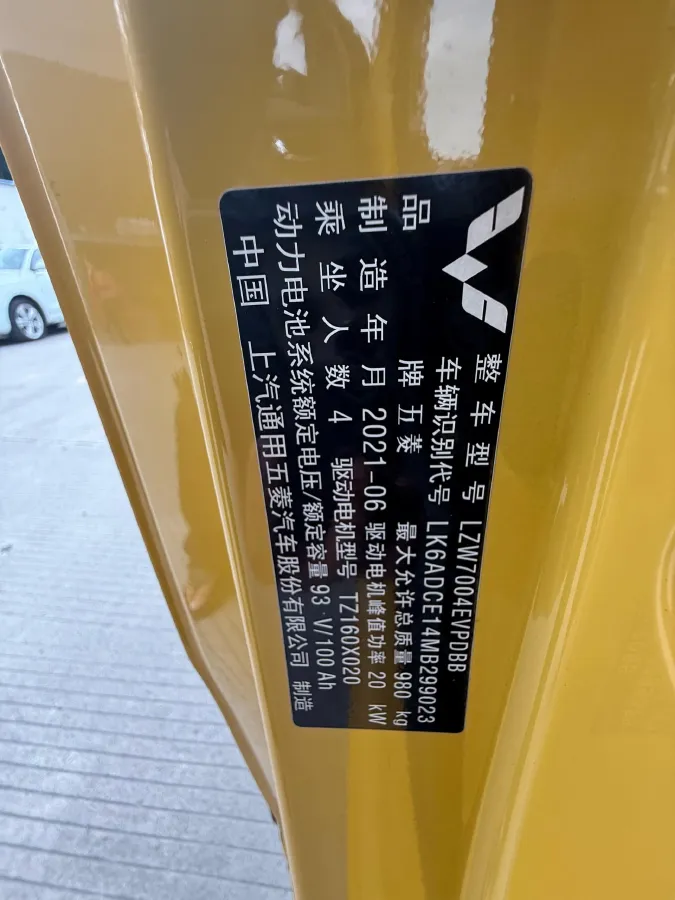 整车型号 LZW7004EVPDBB
车辆识别代号 LK6ADCE14MB299023
品牌 五菱 最大允许总质量 980 kg
制造年月 2021-06 驱动电机峰值功率 20 kW
乘坐人数 4 驱动电机型号 TZ160X020
动力电池系统额定电压/额定容量 93 V/100 Ah
中国 上汽通用五菱汽车股份有限公司 制造